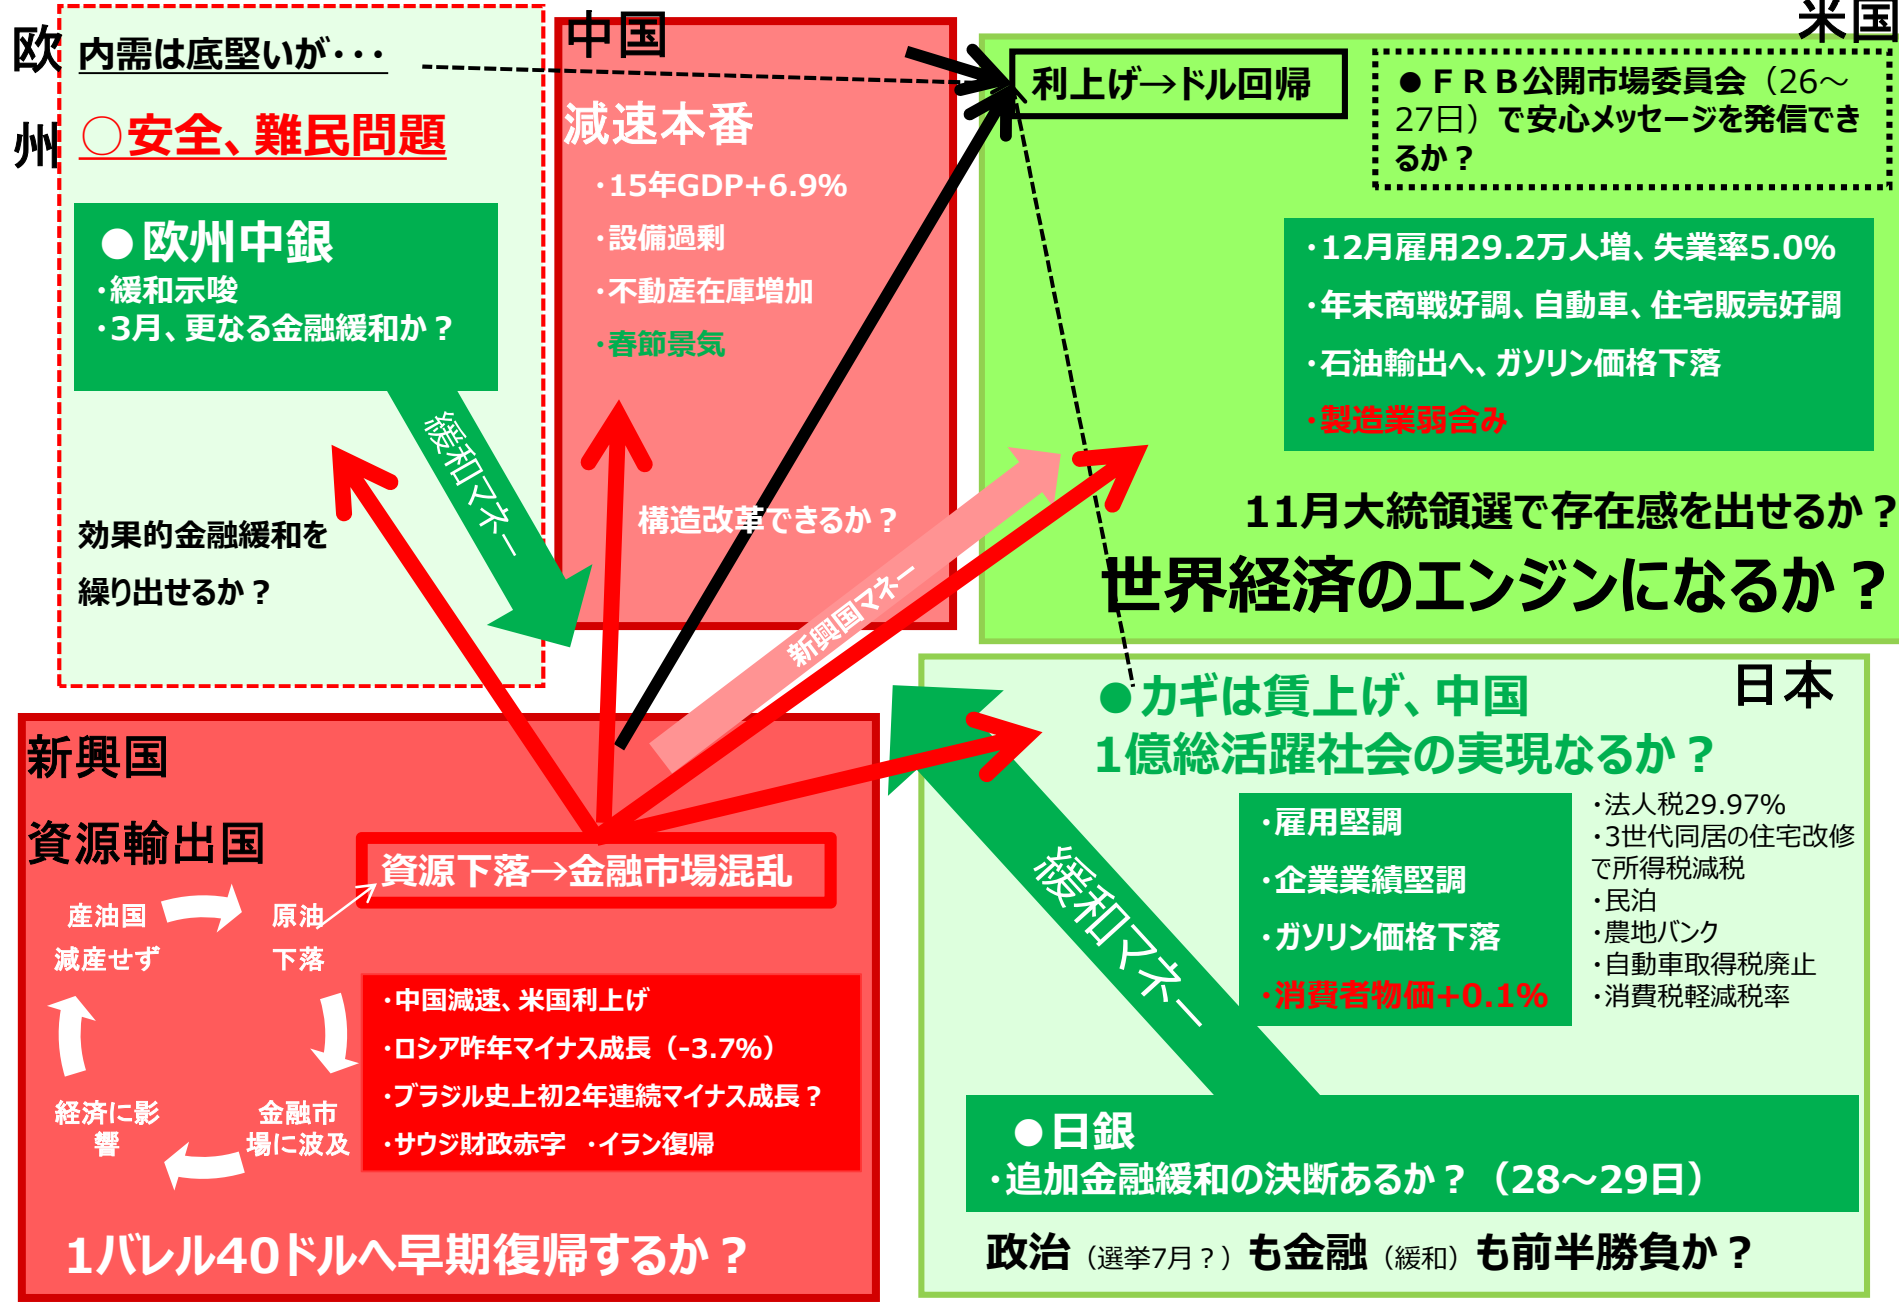 欧州
内需は底堅いが・・・
○安全、難民問題
●欧州中銀
・緩和示唆
・3月、更なる金融緩和か？
緩和マネー
効果的金融緩和を
繰り出せるか？
中国
減速本番
・15年GDP+6.9%
・設備過剰
・不動産在庫増加
・春節景気
構造改革できるか？
米国
利上げ→ドル回帰
●ＦＲＢ公開市場委員会（26～
27日）で安心メッセージを発信でき
るか？
・12月雇用29.2万人増、失業率5.0%
・年末商戦好調、自動車、住宅販売好調
・石油輸出へ、ガソリン価格下落
・製造業弱含み
11月大統領選で存在感を出せるか？
世界経済のエンジンになるか？
新興国マネー
新興国
資源輸出国
資源下落→金融市場混乱
産油国
減産せず
原油
下落
金融市
場に波及
経済に影
響
・中国減速、米国利上げ
・ロシア昨年マイナス成長（-3.7%）
・ブラジル史上初2年連続マイナス成長？
・サウジ財政赤字　・イラン復帰
1バレル40ドルへ早期復帰するか？
日本
●カギは賃上げ、中国
1億総活躍社会の実現なるか？
・雇用堅調
・企業業績堅調
・ガソリン価格下落
・消費者物価+0.1%
・法人税29.97%
・3世代同居の住宅改修
で所得税減税
・民泊
・農地バンク
・自動車取得税廃止
・消費税軽減税率
緩和マネー
●日銀
・追加金融緩和の決断あるか？（28～29日）
政治（選挙7月？）も金融（緩和）も前半勝負か？